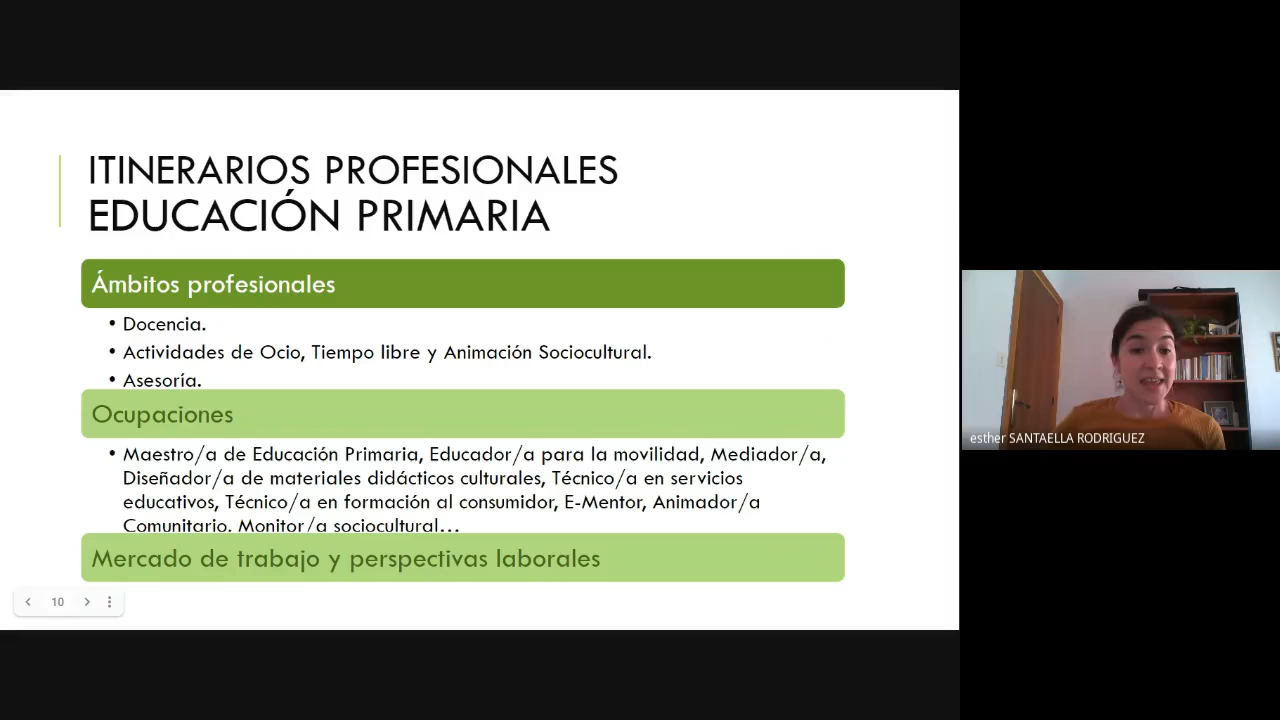 ITINERARIOS PROFESIONALES
EDUCACIÓN PRIMARIA
Ámbitos profesionales
• Docencia.
• Actividades de Ocio, Tiempo libre y Animación Sociocultural.
• Asesoría.
Ocupaciones
• Maestro/a de Educación Primaria, Educador/a para la movilidad, Mediador/a,
Diseñador/a de materiales didácticos culturales, Técnico/a en servicios
educativos, Técnico/a en formación al consumidor, E-Mentor, Animador/a
Comunitario, Monitor/a sociocultural…
Mercado de trabajo y perspectivas laborales
10
esther SANTAELLA RODRIGUEZ